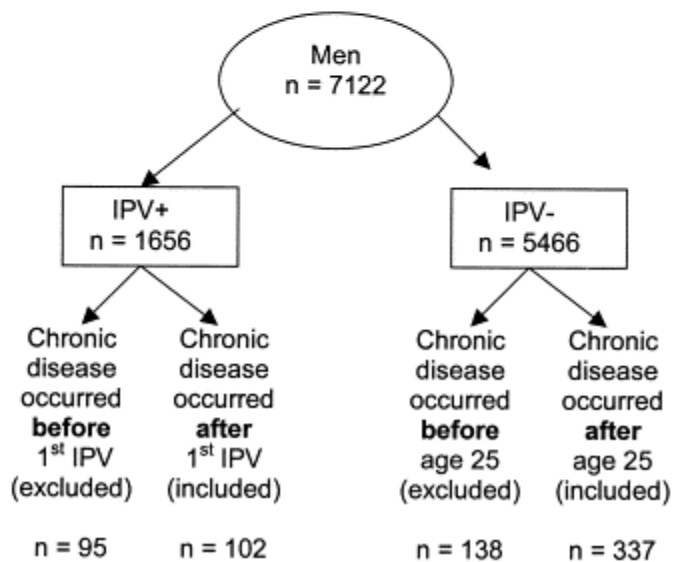 Men
n = 7122
IPV+
n = 1656
IPV-
n = 5466
Chronic
disease
occurred
before
1st IPV
(excluded)
n = 95
Chronic
disease
occurred
after
1st IPV
(included)
n = 102
Chronic
disease
occurred
before
age 25
(excluded)
n = 138
Chronic
disease
occurred
after
age 25
(included)
n = 337